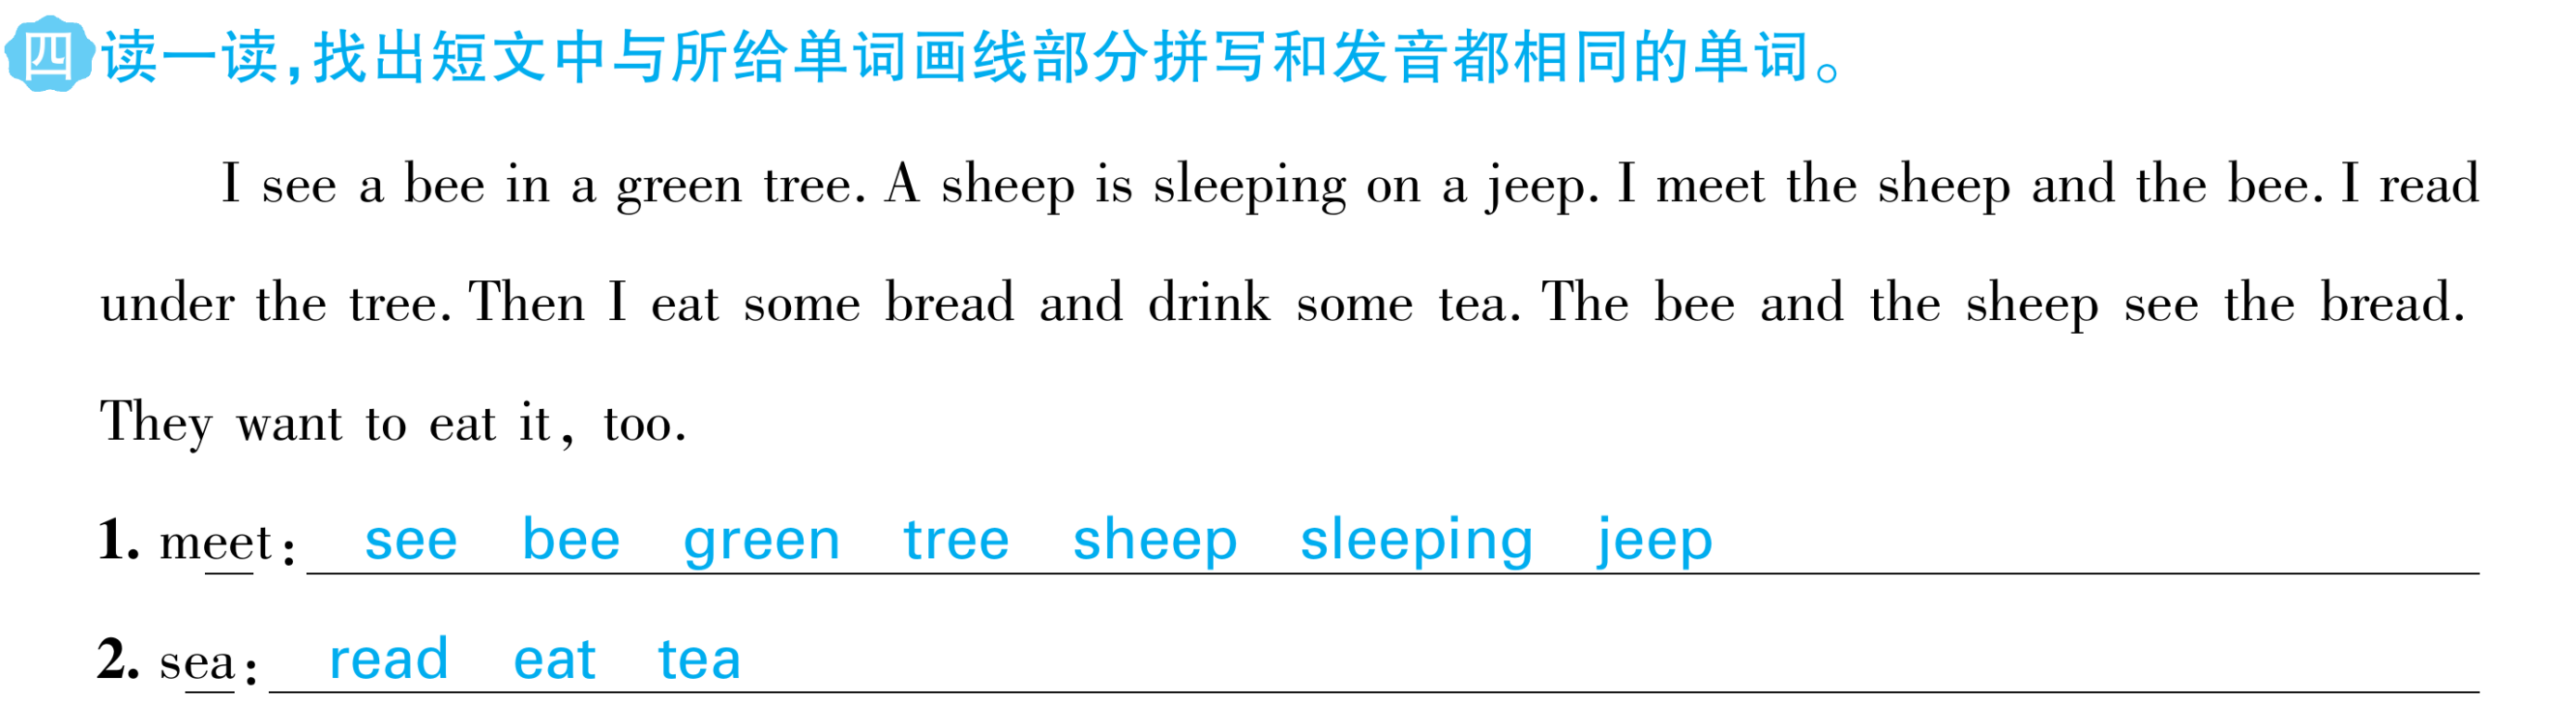 四 读一读,找出短文中与所给单词画线部分拼写和发音都相同的单词。
I see a bee in a green tree. A sheep is sleeping on a jeep. I meet the sheep and the bee. I read
under the tree. Then I eat some bread and drink some tea. The bee and the sheep see the bread.
They want to eat it, too.
1. meet: see bee green tree sheep sleeping jeep
2. sea: read eat tea